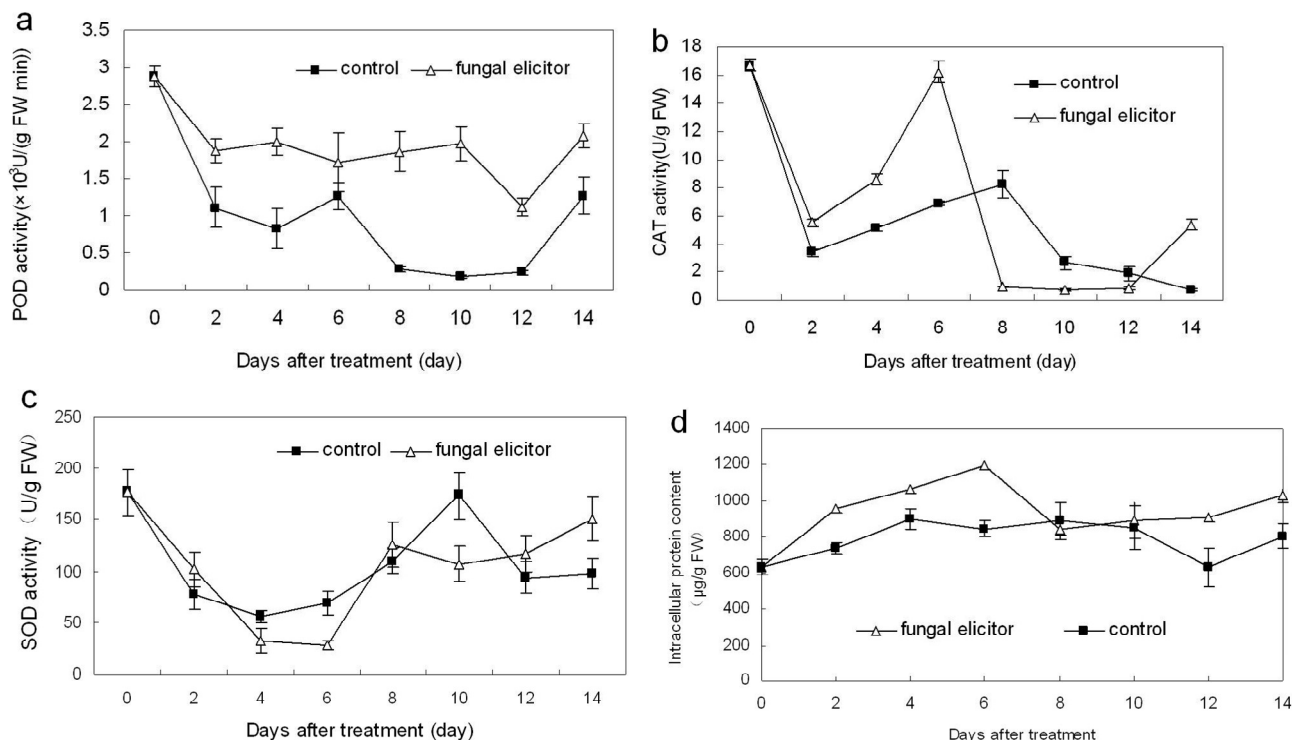 a
3.5
3
2.5
2
1.5
1
0.5
0
POD activity(×10³U/g FW min))
control
fungal elicitor
0 2 4 6 8 10 12 14
Days after treatment (day)
b
18
16
14
12
10
8
6
4
2
0
CAT activity(U/g FW)
control
fungal elicitor
0 2 4 6 8 10 12 14
Days after treatment (day)
c
250
200
150
100
50
0
SOD activity （U/g FW）
control
fungal elicitor
0 2 4 6 8 10 12 14
Days after treatment (day)
d
1400
1200
1000
800
600
400
200
0
Intracellular protein content
（µg/g FW）
fungal elicitor
control
0 2 4 6 8 10 12 14
Days after treatment